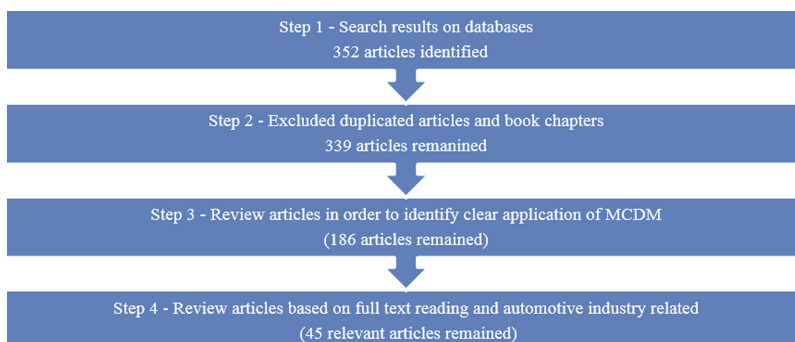 Step 1 - Search results on databases
352 articles identified
Step 2 - Excluded duplicated articles and book chapters
339 articles remanined
Step 3 - Review articles in order to identify clear application of MCDM
(186 articles remained)
Step 4 - Review articles based on full text reading and automotive industry related
(45 relevant articles remained)